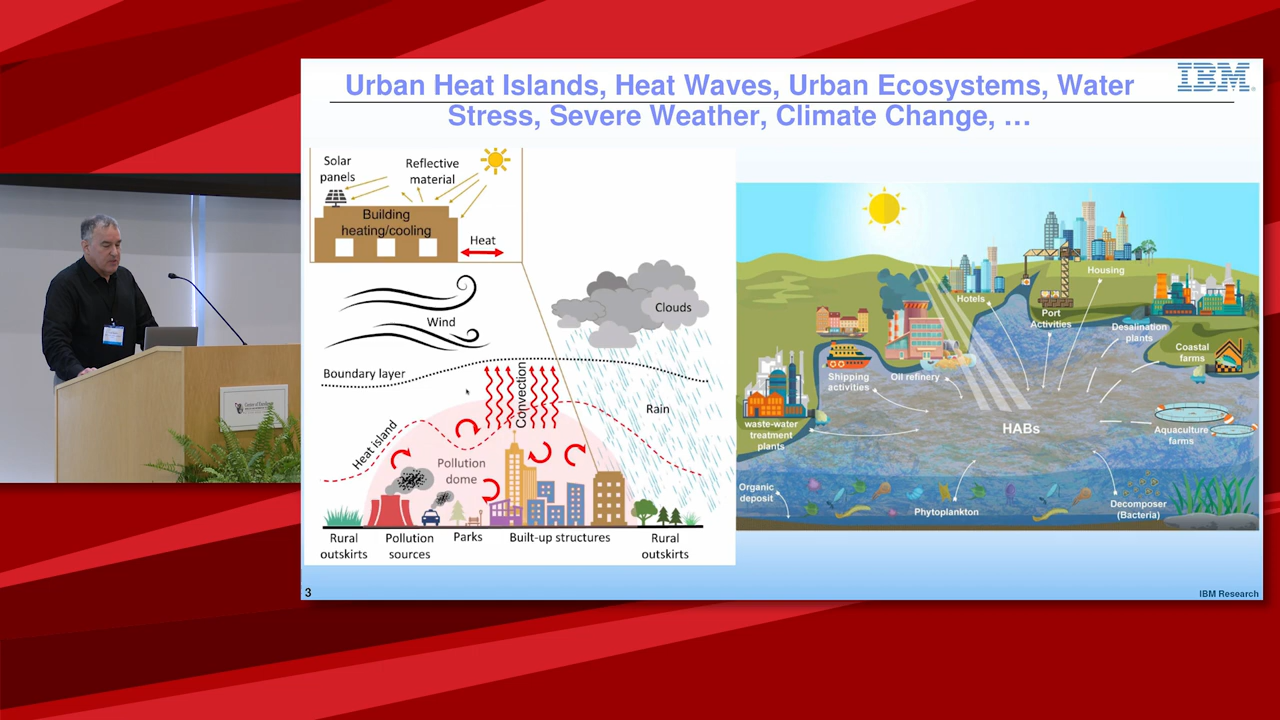 Urban Heat Islands, Heat Waves, Urban Ecosystems, Water
Stress, Severe Weather, Climate Change, …
IBM
Solar
panels
Reflective
material
Building
heating/cooling
Heat
Wind
Clouds
Boundary layer
Convection
Rain
Heat island
Pollution
dome
Rural
outskirts
Pollution
sources
Parks
Built-up structures
Rural
outskirts
Housing
Hotels
Port
Activities
Desalination
plants
Coastal
farms
Shipping
activities
Oil refinery
HABs
waste-water
treatment
plants
Aquaculture
farms
Organic
deposit
Phytoplankton
Decomposer
(Bacteria)
3
IBM Research